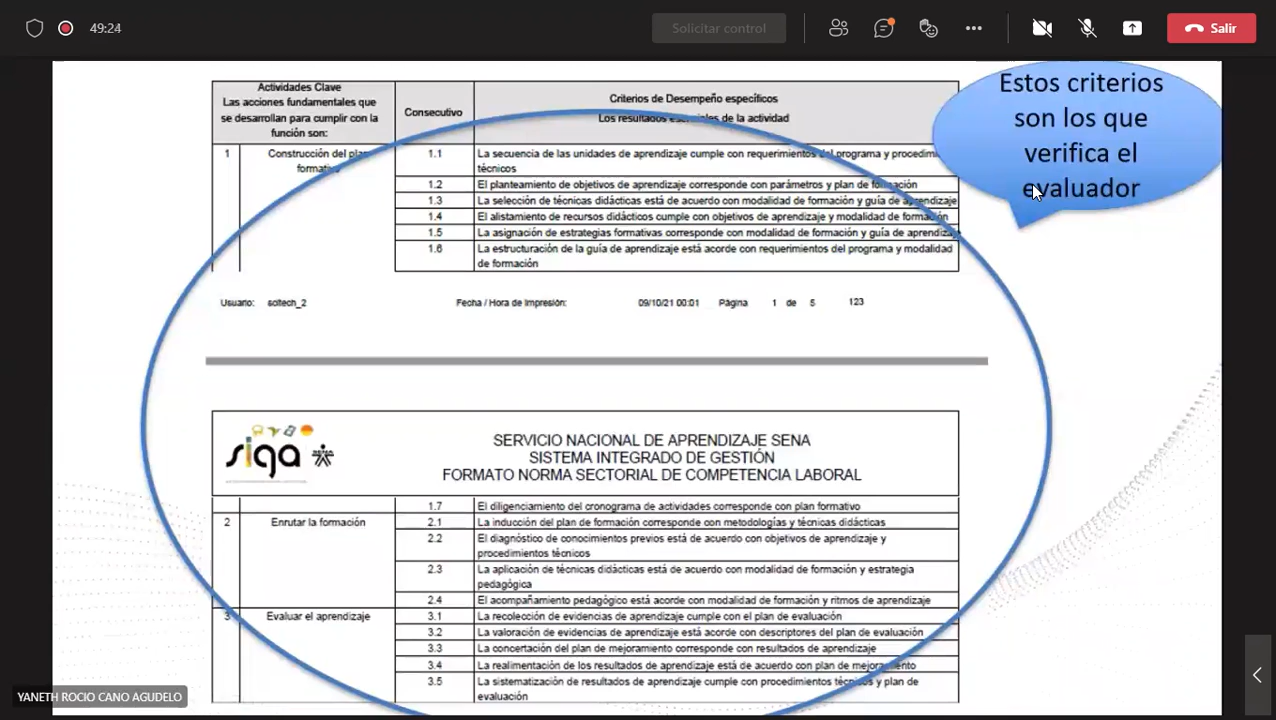 49:24
Solicitar control
Salir
Estos criterios
son los que
verifica el
evaluador
Actividades Clave
Las acciones fundamentales que
se desarrollan para cumplir con la
función son:
Consecutivo
Criterios de Desempeño específicos
Los resultados esenciales de la actividad
1 Construcción del plan
formativo
1.1 La secuencia de las unidades de aprendizaje cumple con requerimientos del programa y
técnicos
1.2 El planteamiento de objetivos de aprendizaje corresponde con parámetros y plan de formación
1.3 La selección de técnicas didácticas está de acuerdo con modalidad de formación y guía de aprendizaje
1.4 El alistamiento de recursos didácticos cumple con objetivos de aprendizaje y modalidad de formación
1.5 La asignación de estrategias formativas corresponde con modalidad de formación y guía de aprendizaje
1.6 La estructuración de la guía de aprendizaje está acorde con requerimientos del programa y modalidad
de formación
Usuario: soltech_2 Fecha / Hora de Impresión: 09/10/21 00:01 Página 1 de 5 123
siga SENA
SERVICIO NACIONAL DE APRENDIZAJE SENA
SISTEMA INTEGRADO DE GESTIÓN
FORMATO NORMA SECTORIAL DE COMPETENCIA LABORAL
1.7 El diligenciamiento del cronograma de actividades corresponde con plan formativo
2 Enrutar la formación 2.1 La inducción del plan de formación corresponde con metodologías y técnicas didácticas
2.2 El diagnóstico de conocimientos previos está de acuerdo con objetivos de aprendizaje y
procedimientos técnicos
2.3 La aplicación de técnicas didácticas está de acuerdo con modalidad de formación y estrategia
pedagógica
2.4 El acompañamiento pedagógico está acorde con modalidad de formación y ritmos de aprendizaje
3 Evaluar el aprendizaje 3.1 La recolección de evidencias de aprendizaje cumple con el plan de evaluación
3.2 La valoración de evidencias de aprendizaje está acorde con descriptores del plan de evaluación
3.3 La concertación del plan de mejoramiento corresponde con resultados de aprendizaje
3.4 La realimentación de los resultados de aprendizaje está de acuerdo con plan de mejoramiento
3.5 La sistematización de resultados de aprendizaje cumple con procedimientos técnicos y plan de
evaluación
YANETH ROCIO CANO AGUDELO